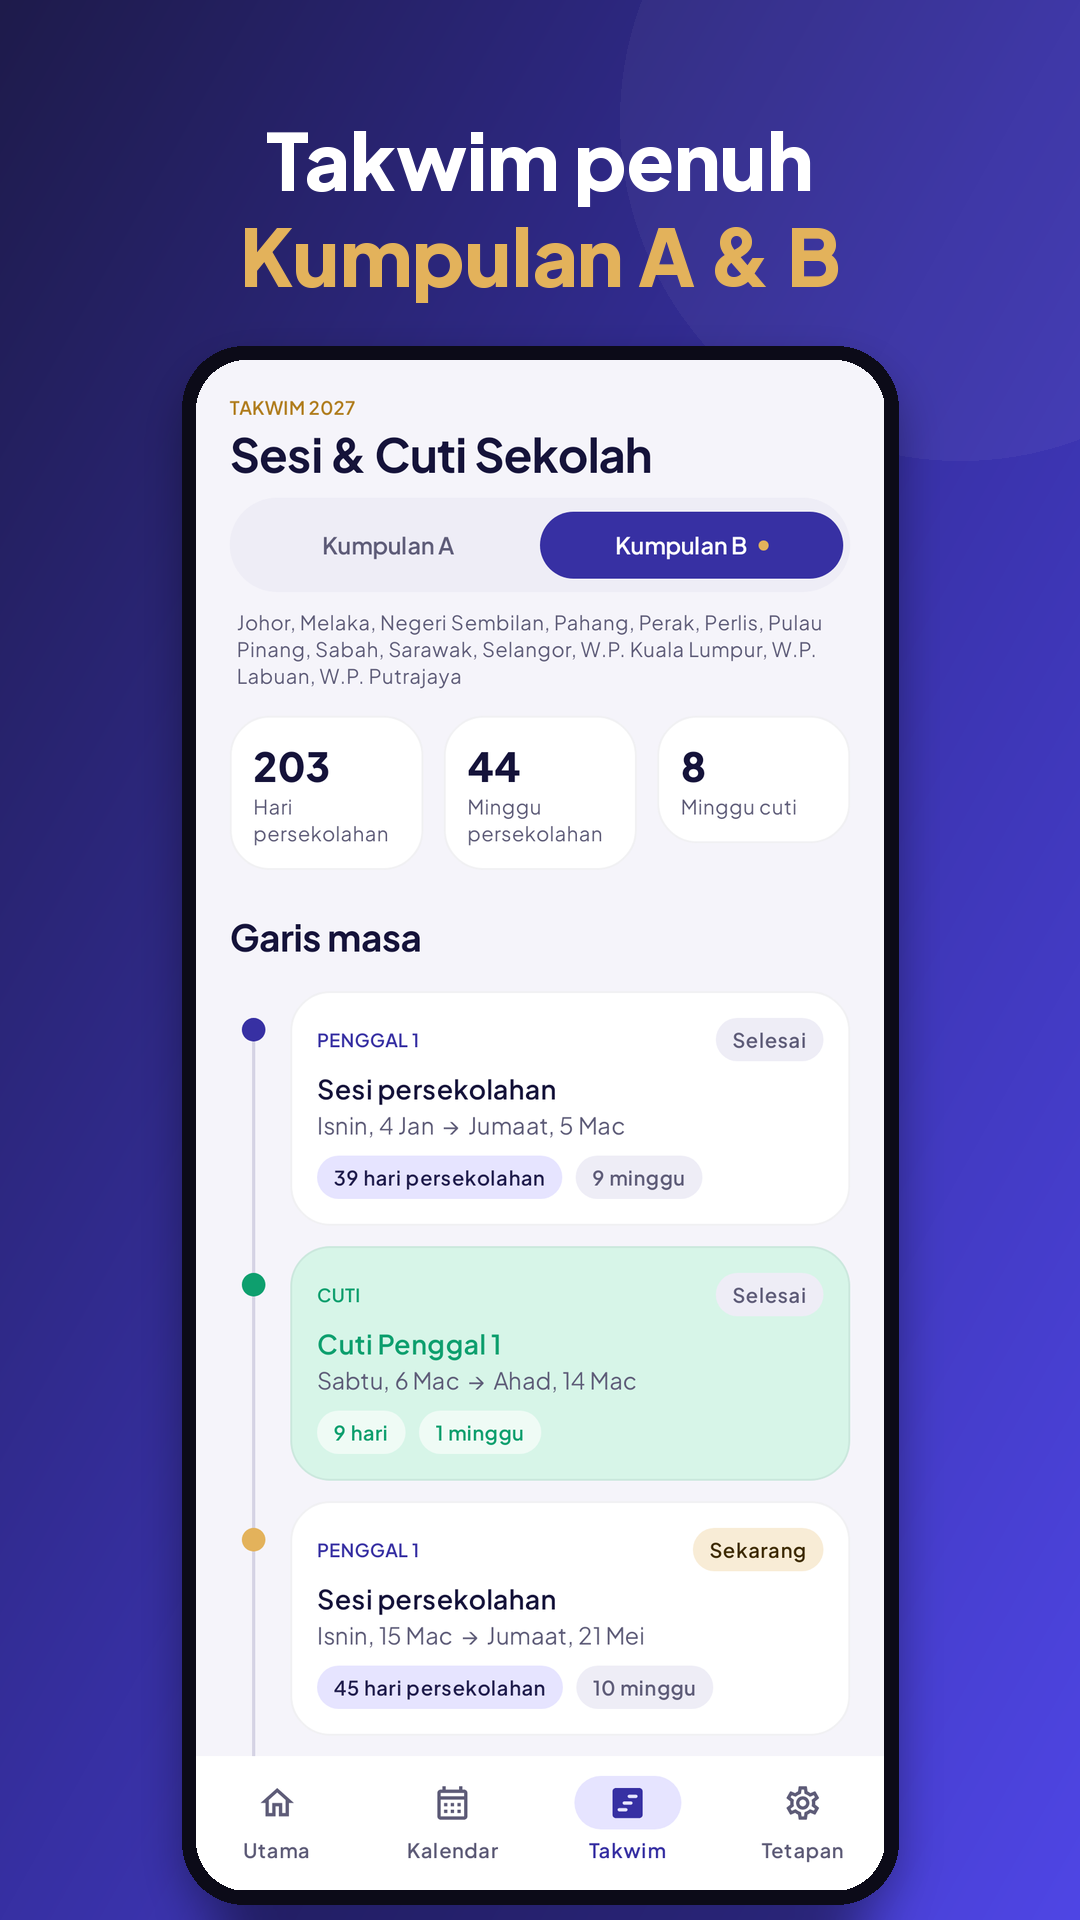 Takwim penuh
Kumpulan A & B
TAKWIM 2027
Sesi & Cuti Sekolah
Kumpulan A
Kumpulan B
Johor, Melaka, Negeri Sembilan, Pahang, Perak, Perlis, Pulau
Pinang, Sabah, Sarawak, Selangor, W.P. Kuala Lumpur, W.P.
Labuan, W.P. Putrajaya
203
Hari
persekolahan
44
Minggu
persekolahan
8
Minggu cuti
Garis masa
PENGGAL 1
Selesai
Sesi persekolahan
Isnin, 4 Jan → Jumaat, 5 Mac
39 hari persekolahan
9 minggu
CUTI
Selesai
Cuti Penggal 1
Sabtu, 6 Mac → Ahad, 14 Mac
9 hari
1 minggu
PENGGAL 1
Sekarang
Sesi persekolahan
Isnin, 15 Mac → Jumaat, 21 Mei
45 hari persekolahan
10 minggu
Utama
Kalendar
Takwim
Tetapan